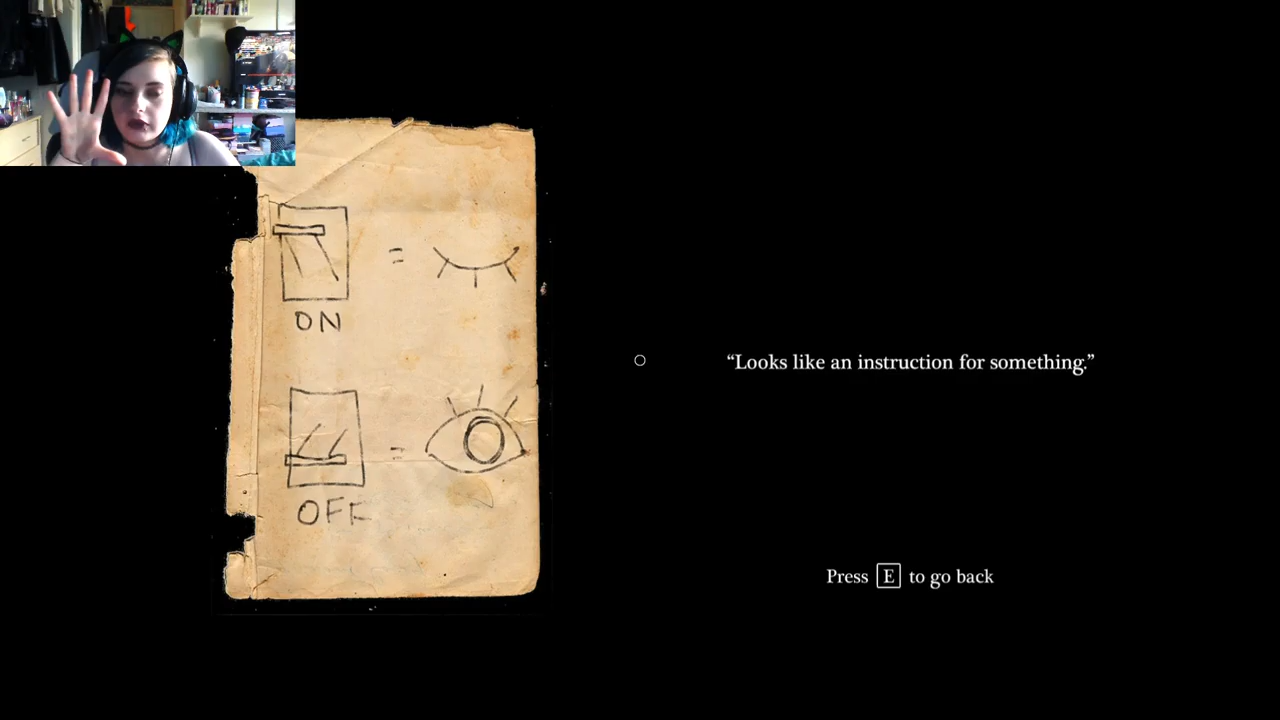 ON
OFF
“Looks like an instruction for something.”
Press E to go back